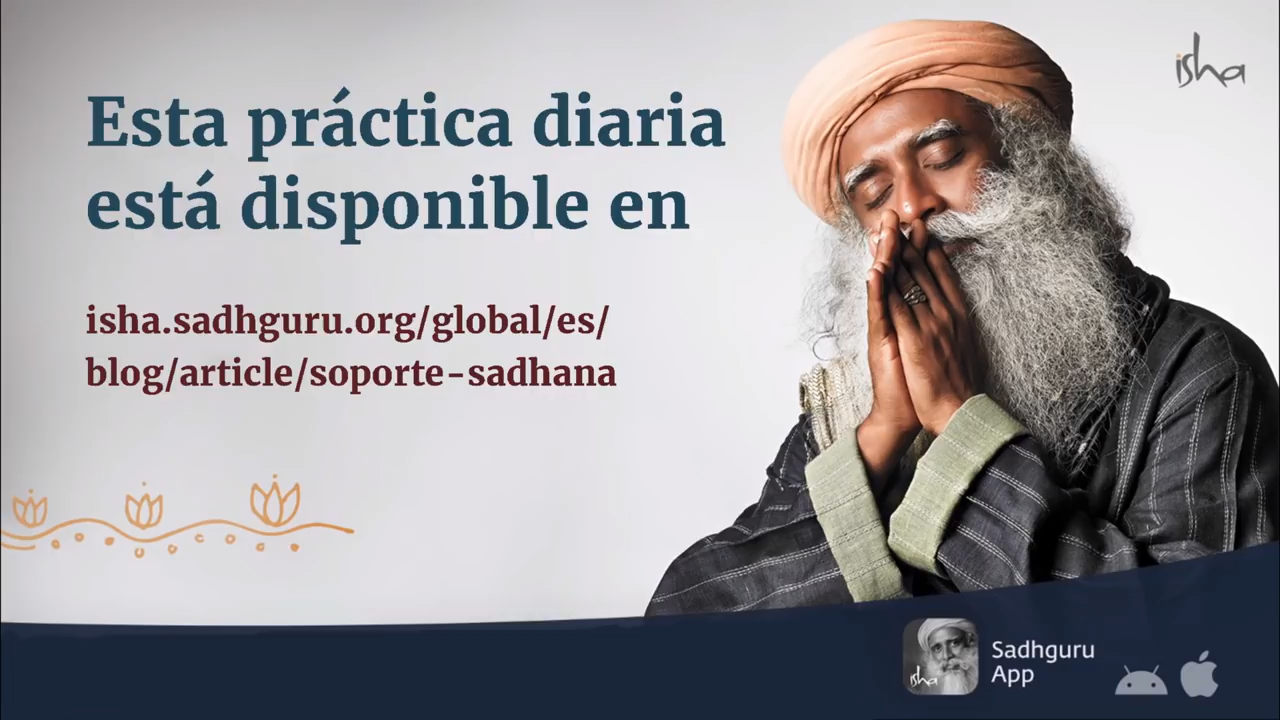 isha
Esta práctica diaria
está disponible en
isha.sadhguru.org/global/es/
blog/article/soporte-sadhana
isha
Sadhguru
App